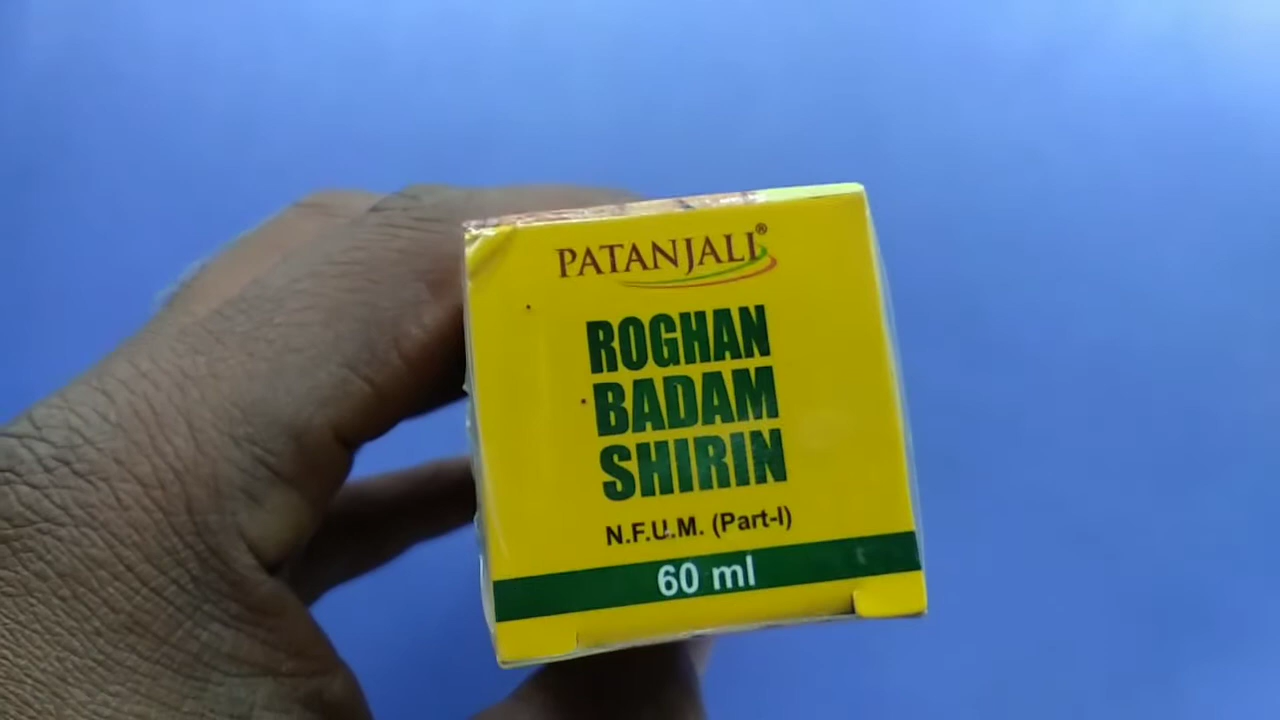 PATANJALI®
ROGHAN
BADAM
SHIRIN
N.F.U.M. (Part-I)
60 ml